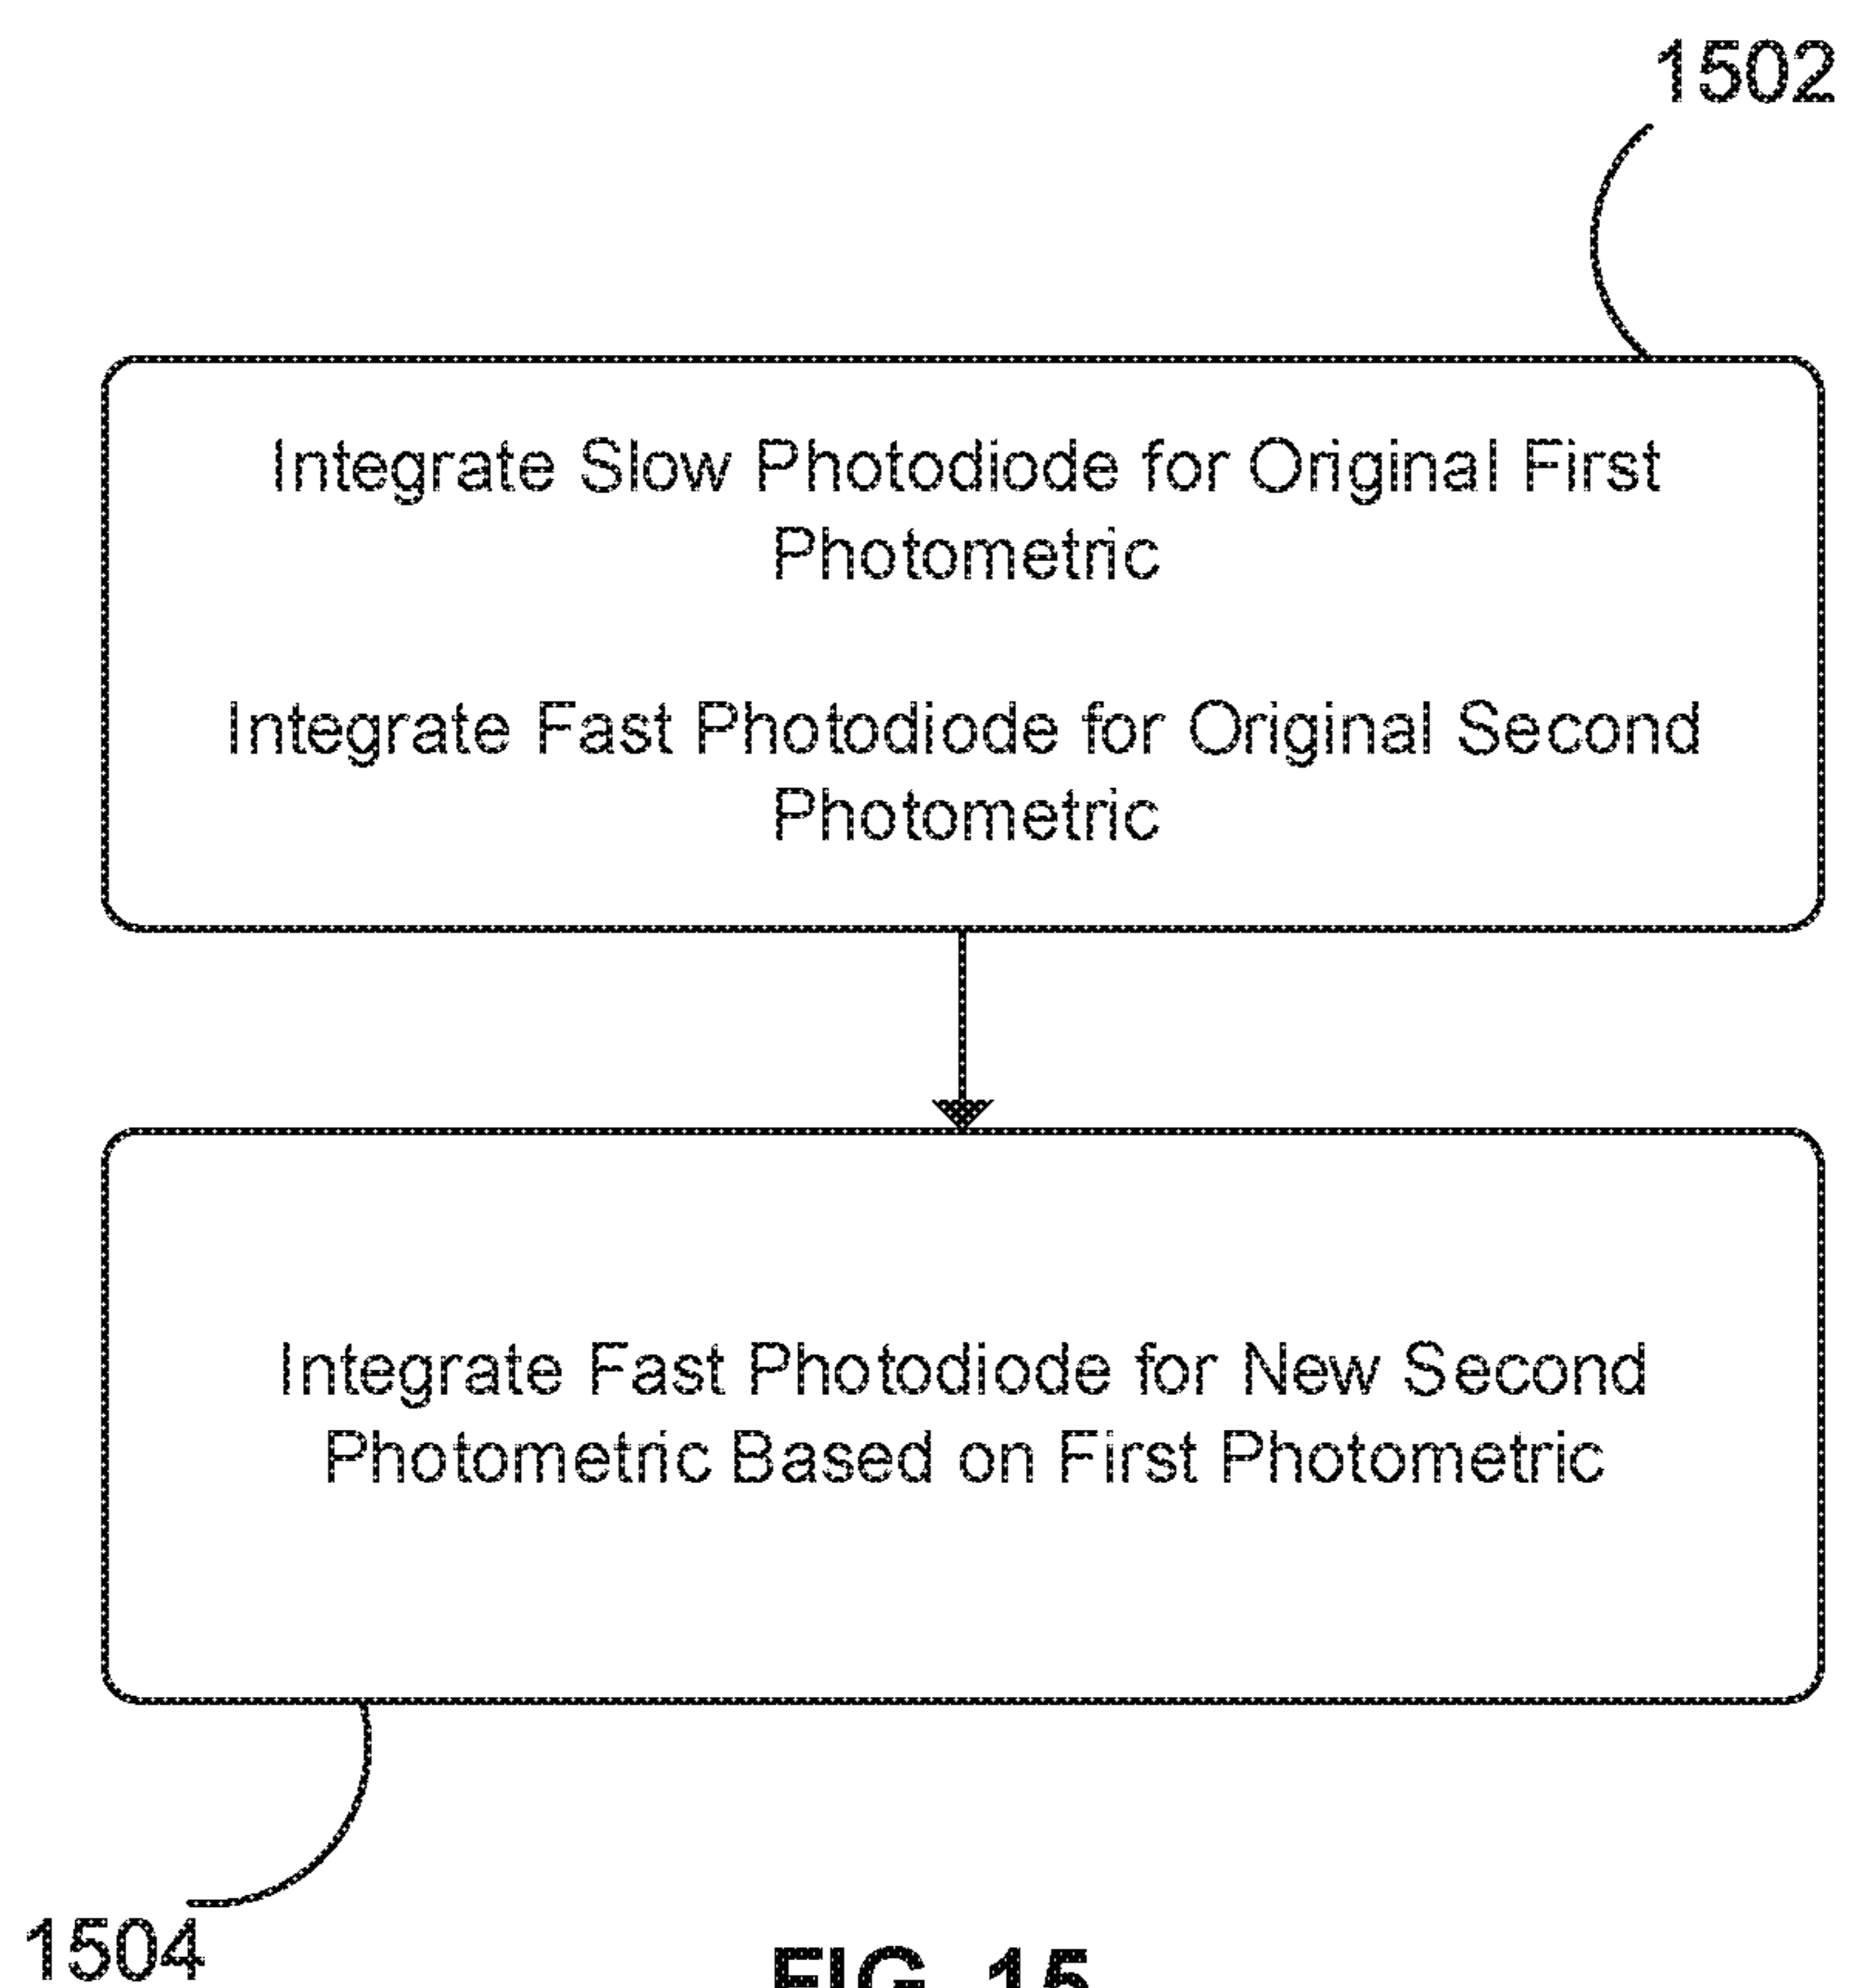 1502
Integrate Slow Photodiode for Original First
Photometric
Integrate Fast Photodiode for Original Second
Photometric
Integrate Fast Photodiode for New Second
Photometric Based on First Photometric
1504
FIG. 15